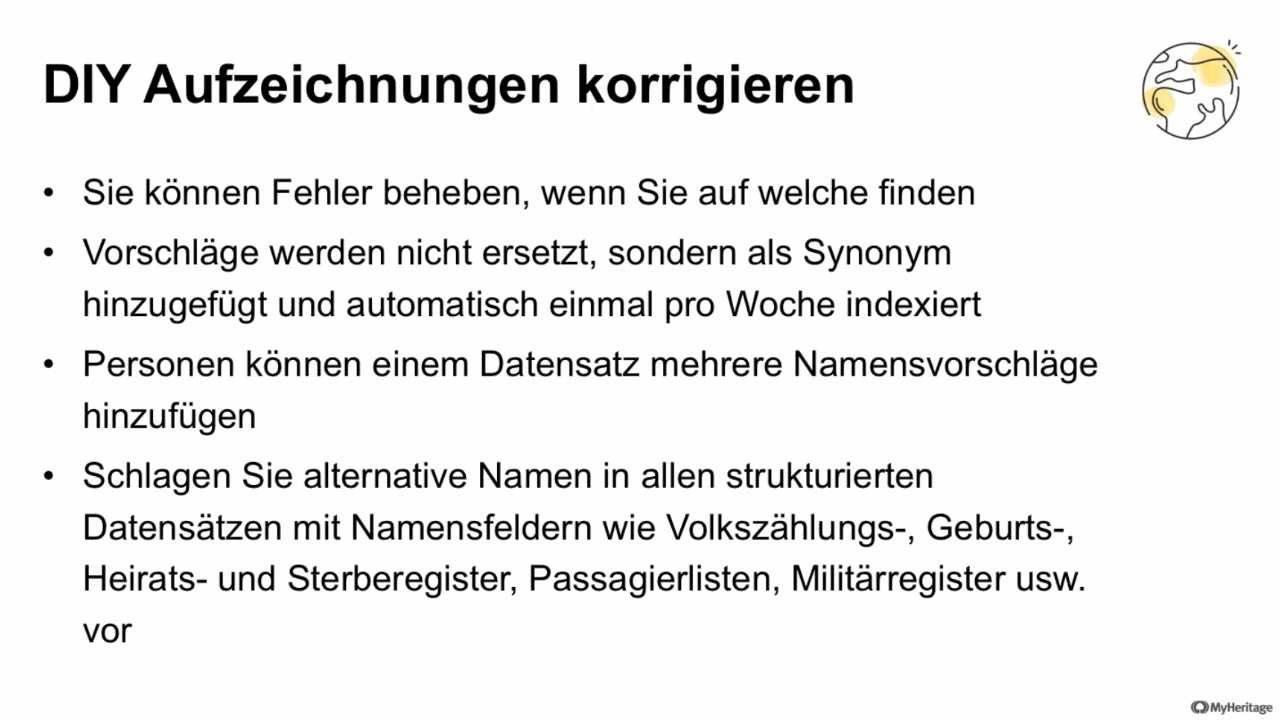 DIY Aufzeichnungen korrigieren
• Sie können Fehler beheben, wenn Sie auf welche finden
• Vorschläge werden nicht ersetzt, sondern als Synonym
hinzugefügt und automatisch einmal pro Woche indexiert
• Personen können einem Datensatz mehrere Namensvorschläge
hinzufügen
• Schlagen Sie alternative Namen in allen strukturierten
Datensätzen mit Namensfeldern wie Volkszählungs-, Geburts-,
Heirats- und Sterberegister, Passagierlisten, Militärregister usw.
vor
MyHeritage